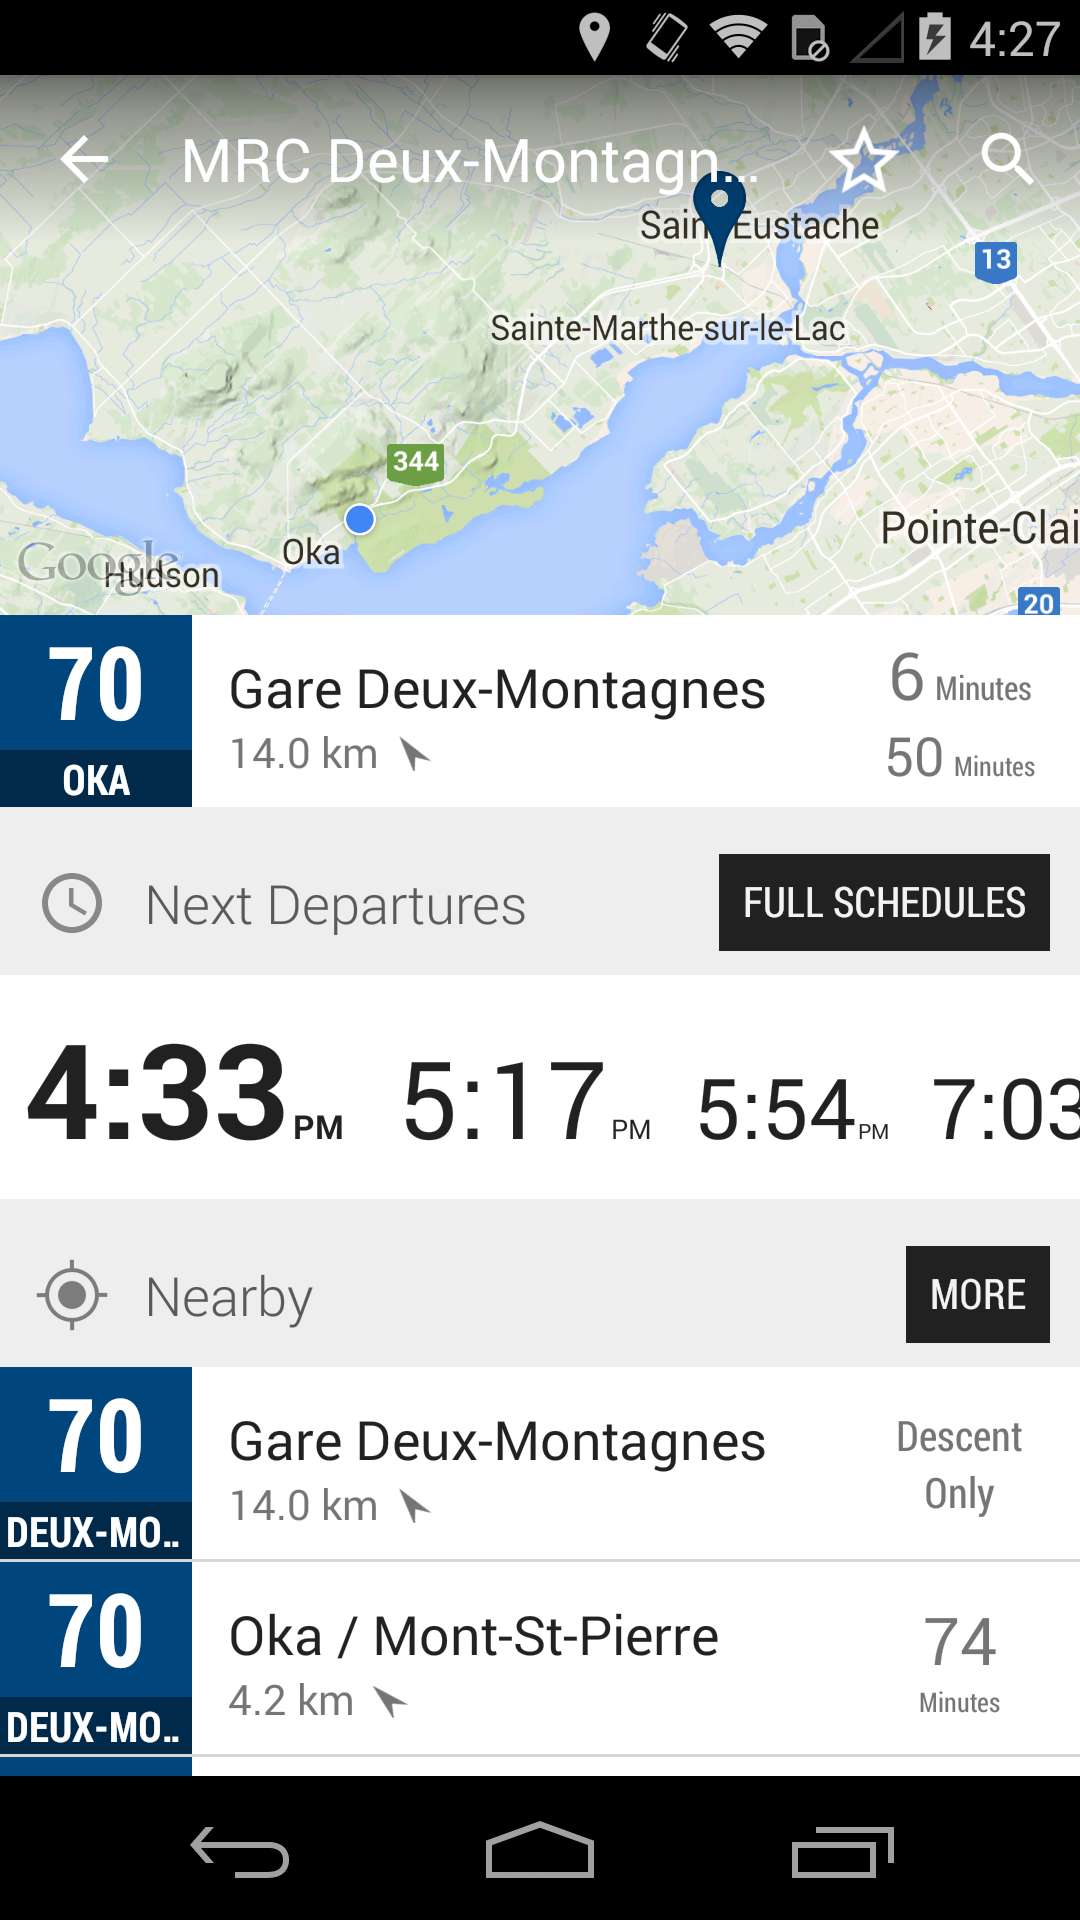 4:27
MRC Deux-Montagn...
Saint-Eustache
13
Sainte-Marthe-sur-le-Lac
344
Pointe-Clai
Oka
Google
Hudson
20
70
OKA
Gare Deux-Montagnes
14.0 km
6 Minutes
50 Minutes
Next Departures
FULL SCHEDULES
4:33 PM
5:17 PM
5:54 PM
7:03
Nearby
MORE
70
DEUX-MO..
Gare Deux-Montagnes
14.0 km
Descent
Only
70
DEUX-MO..
Oka / Mont-St-Pierre
4.2 km
74
Minutes